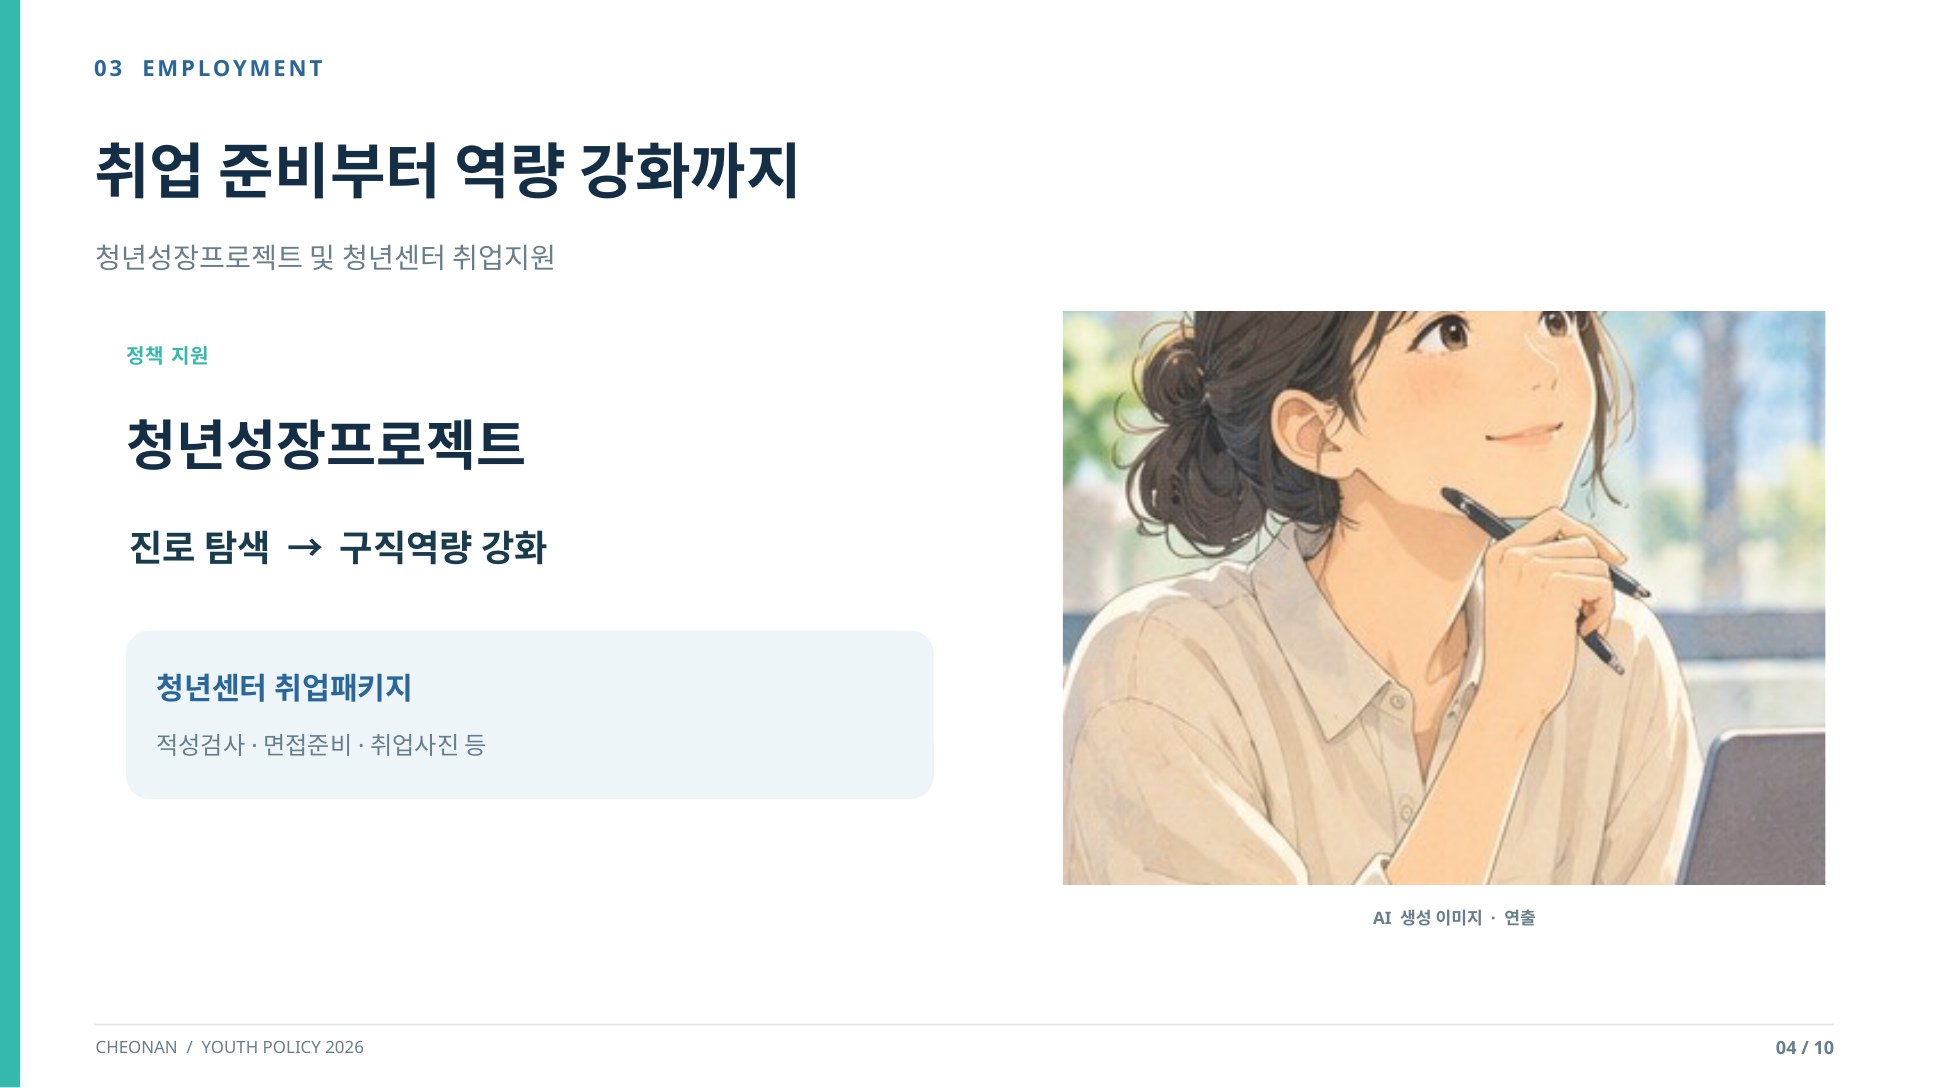 03 EMPLOYMENT
취업 준비부터 역량 강화까지
청년성장프로젝트 및 청년센터 취업지원
정책 지원
청년성장프로젝트
진로 탐색 → 구직역량 강화
청년센터 취업패키지
적성검사 · 면접준비 · 취업사진 등
AI 생성 이미지 · 연출
CHEONAN / YOUTH POLICY 2026
04 / 10